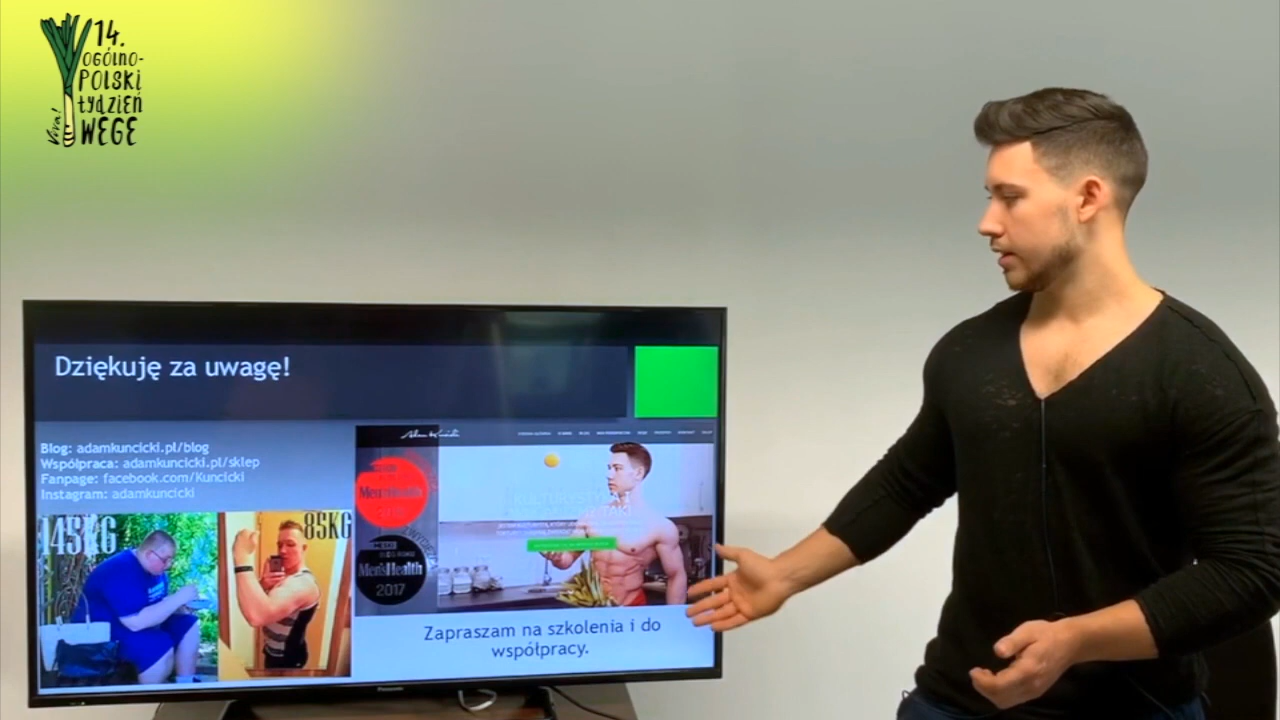 14.
OGÓLNO-
POLSKI
tydzień
WEGE
Viva!
Dziękuję za uwagę!
Blog: adamkuncicki.pl/blog
Współpraca: adamkuncicki.pl/sklep
Fanpage: facebook.com/Kuncicki
Instagram: adamkuncicki
145KG
85KG
Men'sHealth
Men'sHealth
2017
Zapraszam na szkolenia i do
współpracy.
Panasonic